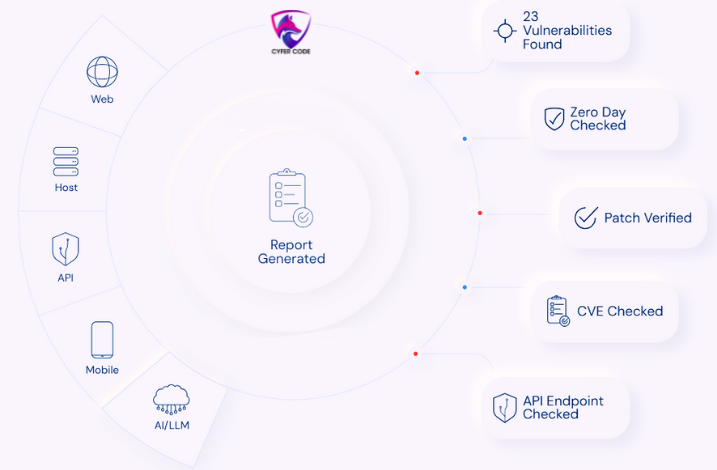 CYFER CODE
23
Vulnerabilities
Found
Web
Zero Day
Checked
Host
Patch Verified
Report
Generated
API
CVE Checked
Mobile
API Endpoint
Checked
AI/LLM